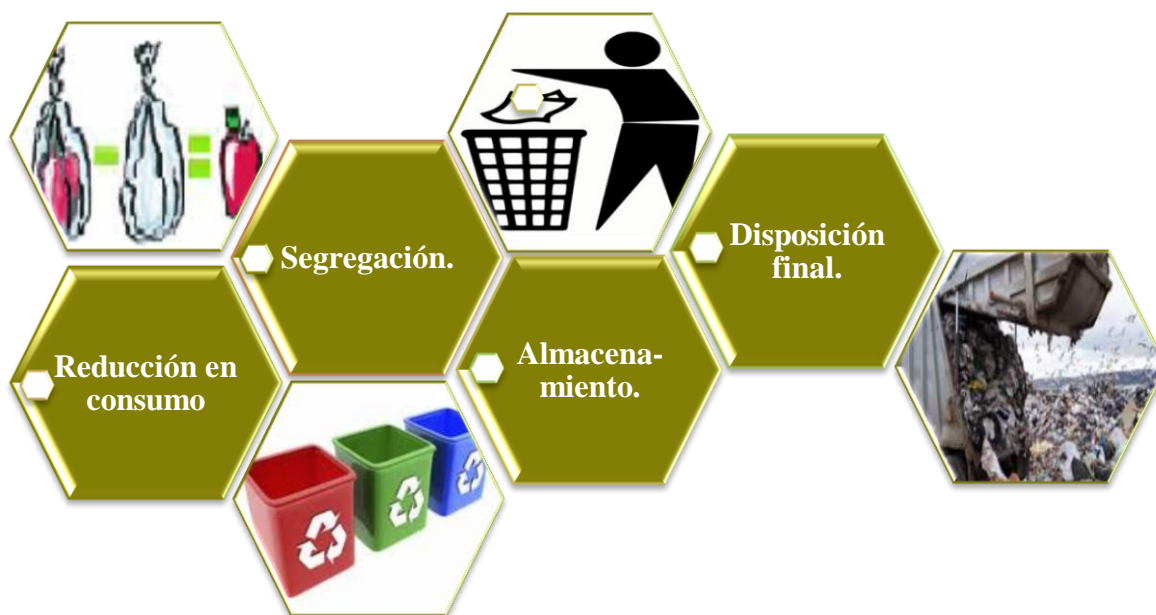 Reducción en
consumo
Segregación.
Almacena-
miento.
Disposición
final.